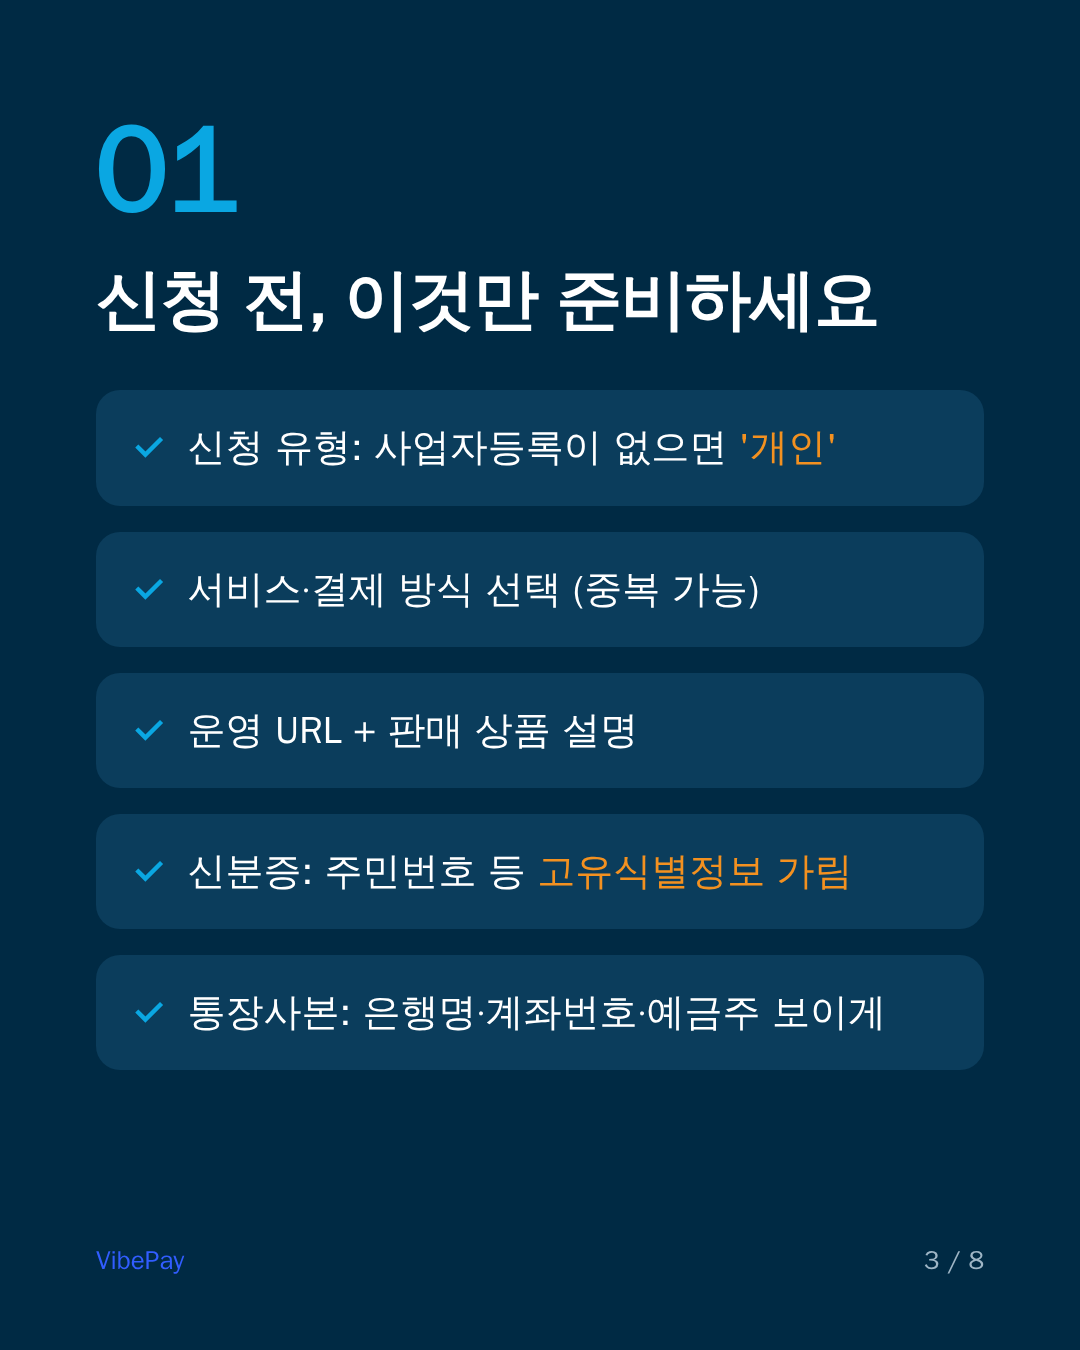 01
신청 전, 이것만 준비하세요
신청 유형: 사업자등록이 없으면 '개인'
서비스·결제 방식 선택 (중복 가능)
운영 URL + 판매 상품 설명
신분증: 주민번호 등 고유식별정보 가림
통장사본: 은행명·계좌번호·예금주 보이게
VibePay
3 / 8